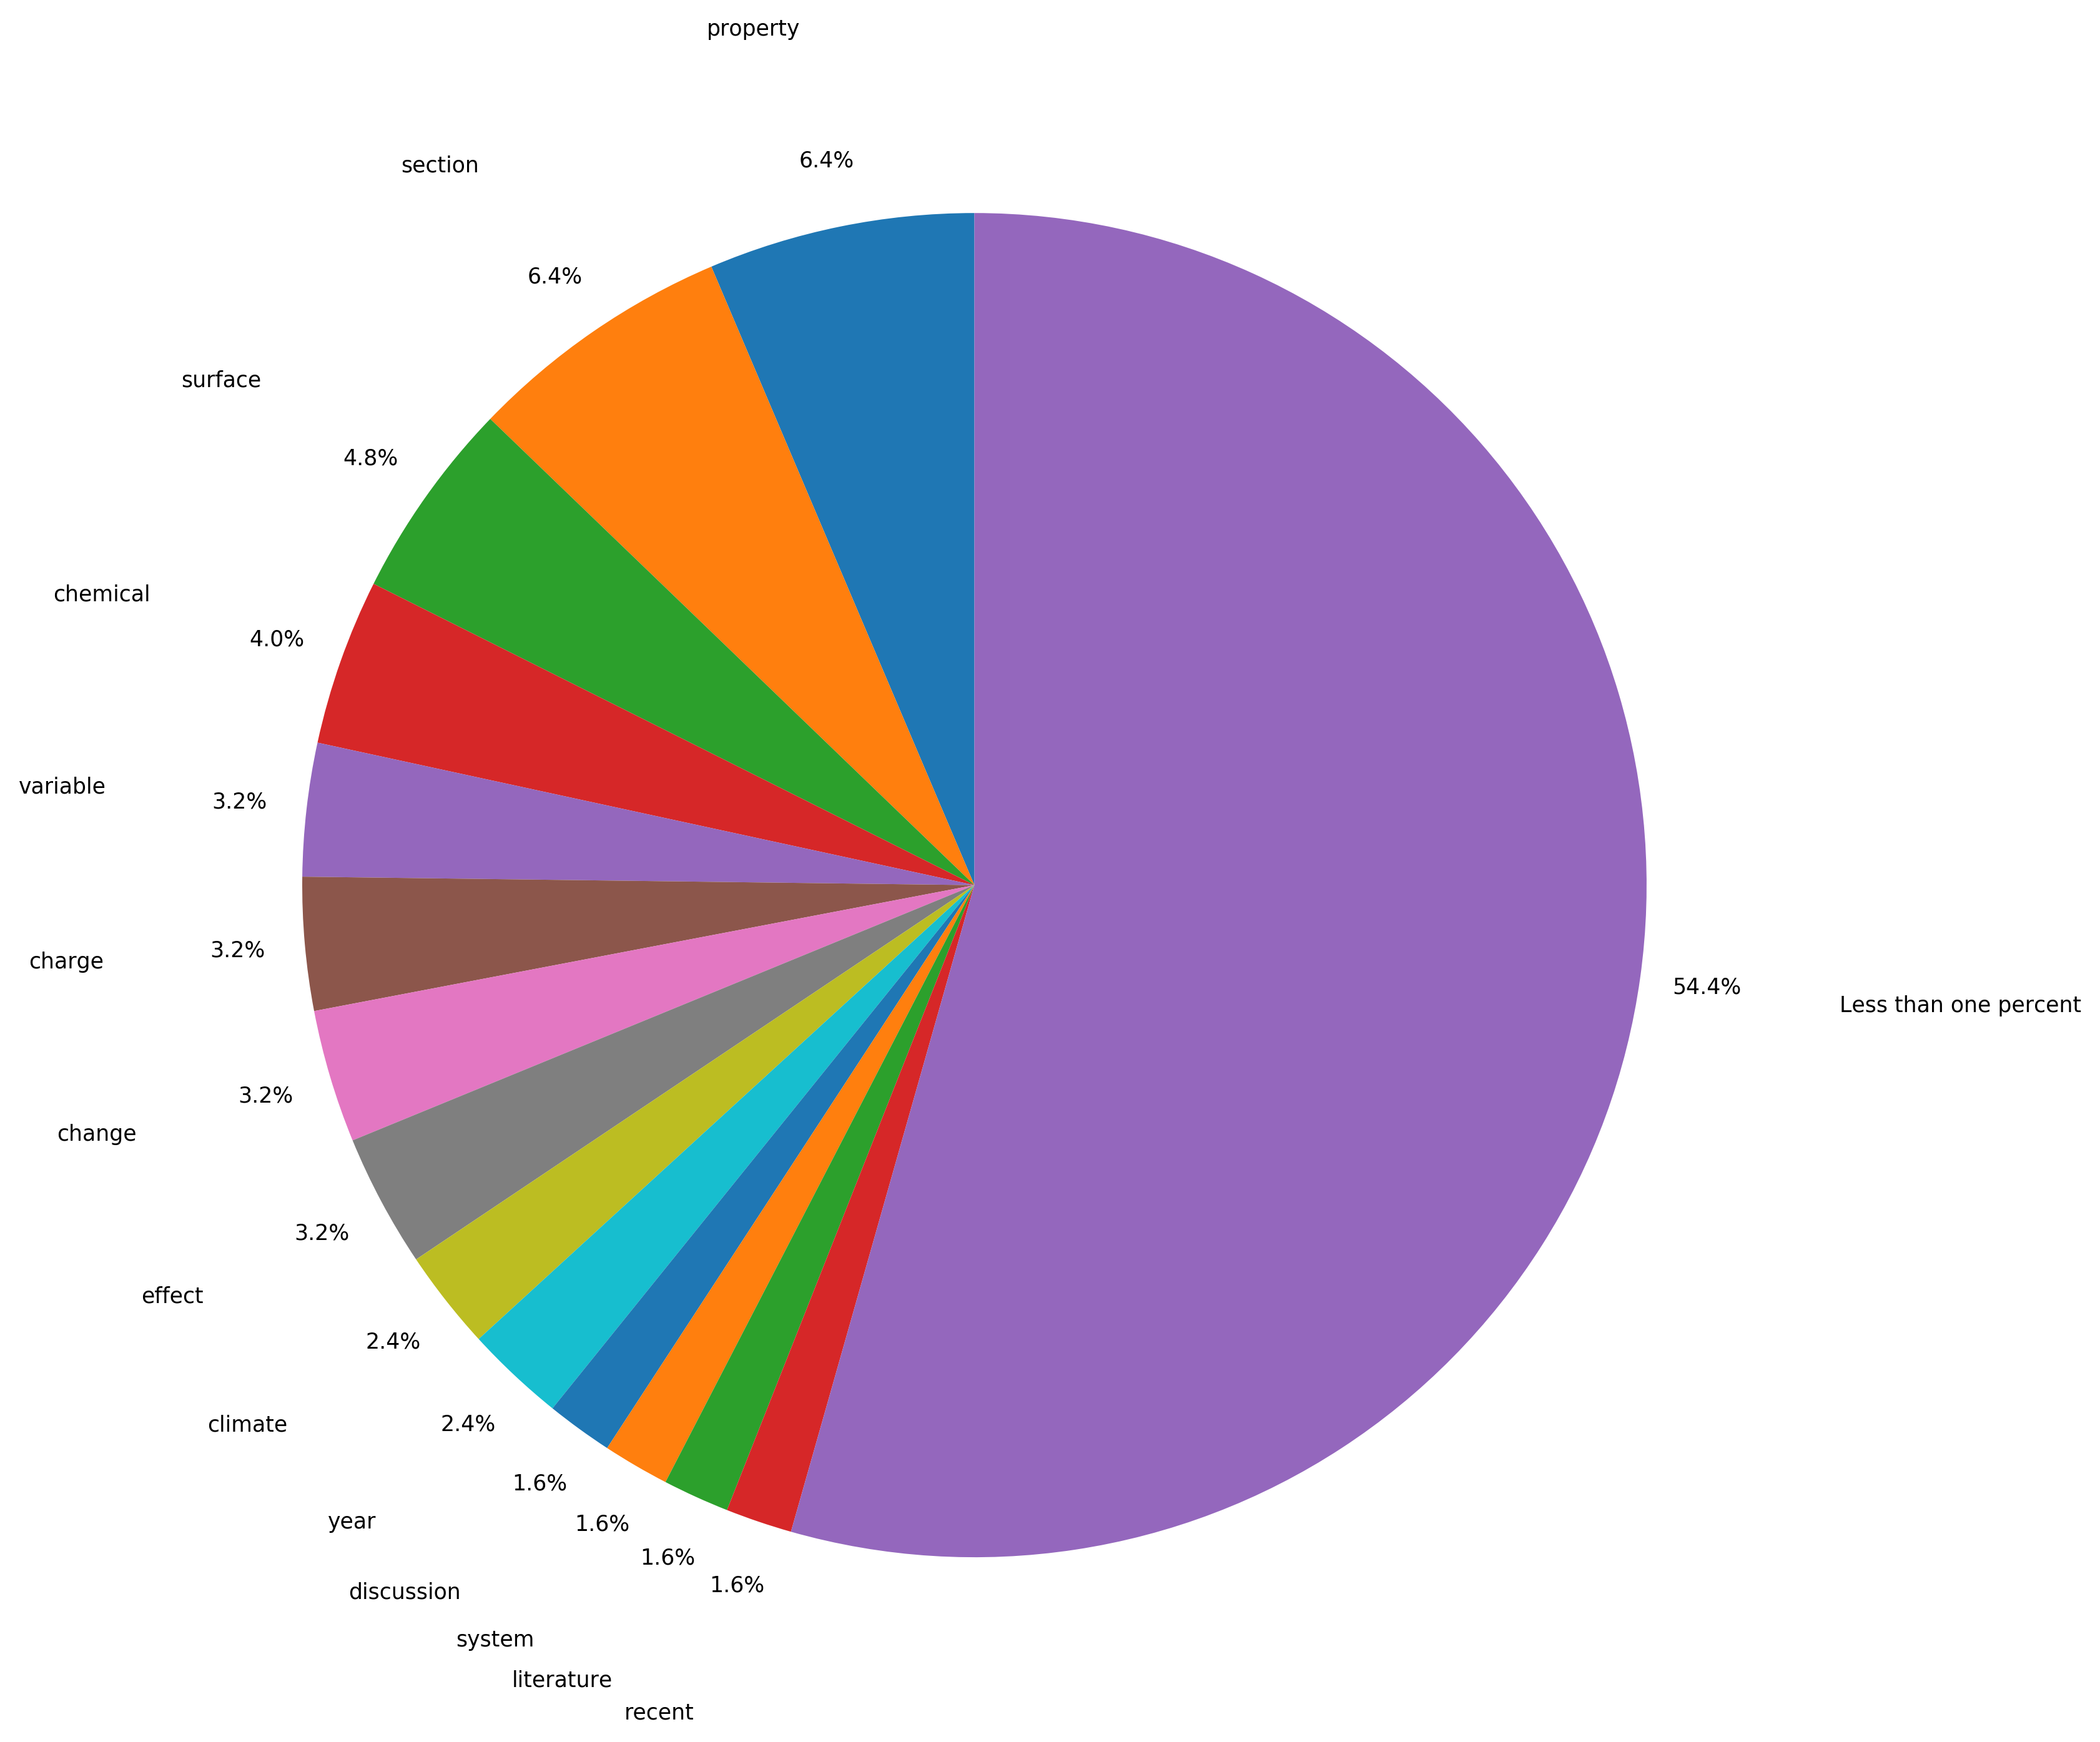 property
6.4%
section
6.4%
surface
4.8%
chemical
4.0%
variable
3.2%
charge
3.2%
change
3.2%
effect
3.2%
climate
2.4%
year
2.4%
discussion
1.6%
system
1.6%
literature
1.6%
recent
1.6%
54.4%
Less than one percent